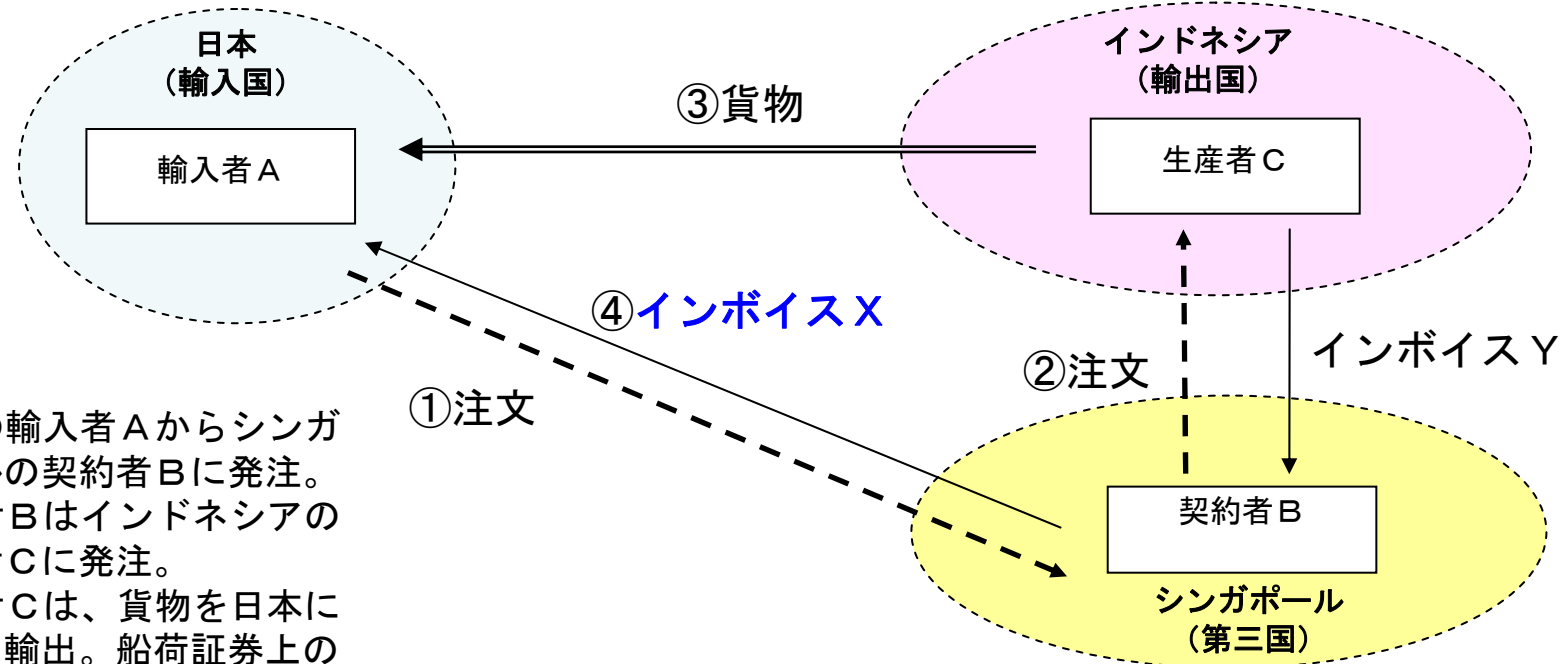 日本
（輸入国）
輸入者Ａ
③貨物
インドネシア
（輸出国）
生産者Ｃ
④インボイスＸ
①注文
②注文
インボイスＹ
契約者Ｂ
シンガポール
（第三国）
輸入者Ａからシンガ
の契約者Ｂに発注。
Ｂはインドネシアの
Ｃに発注。
Ｃは、貨物を日本に
輸出。船荷証券上の